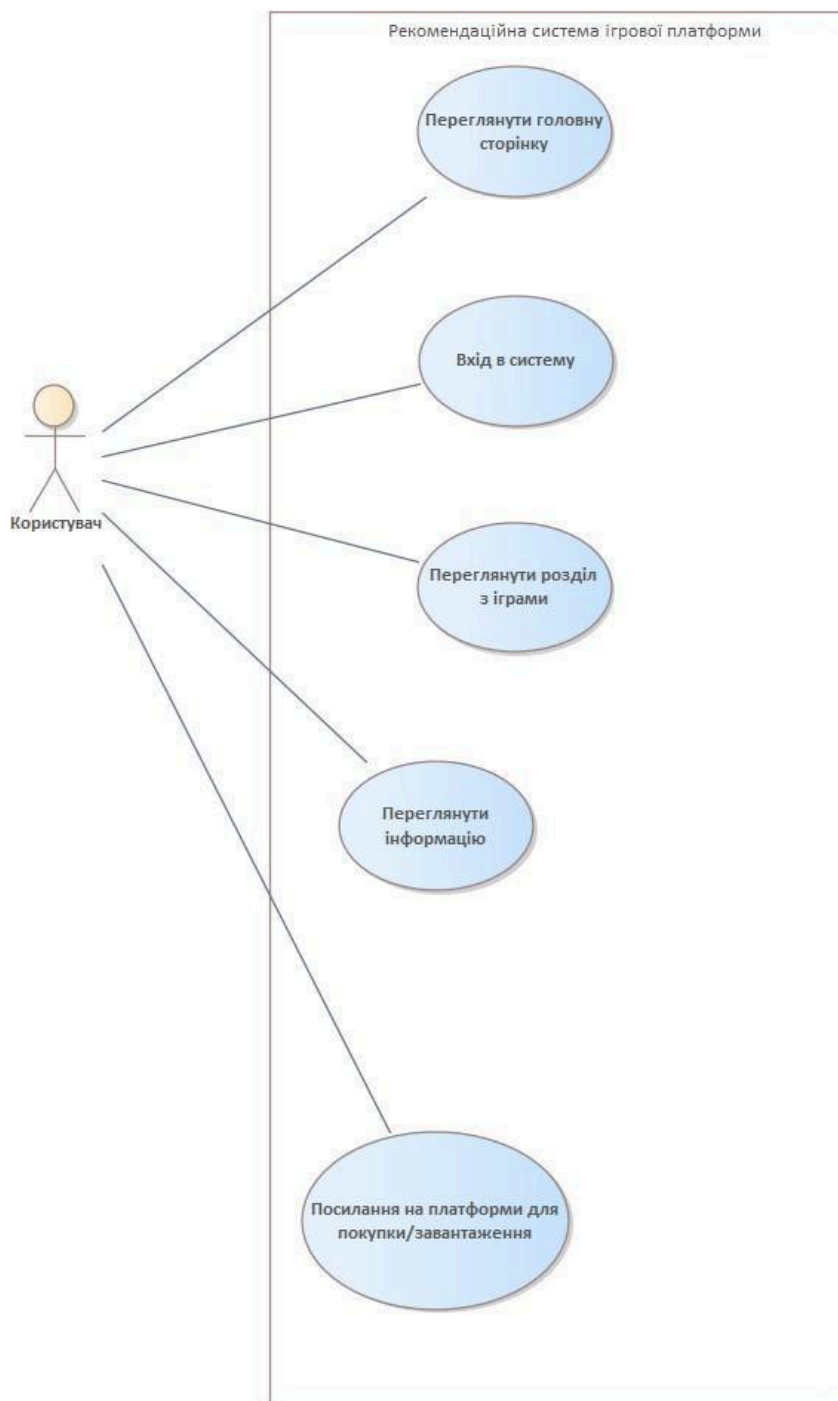 Рекомендаційна система ігрової платформи
Переглянути головну
сторінку
Вхід в систему
Користувач
Переглянути розділ
з іграми
Переглянути
інформацію
Посилання на платформи для
покупки/завантаження